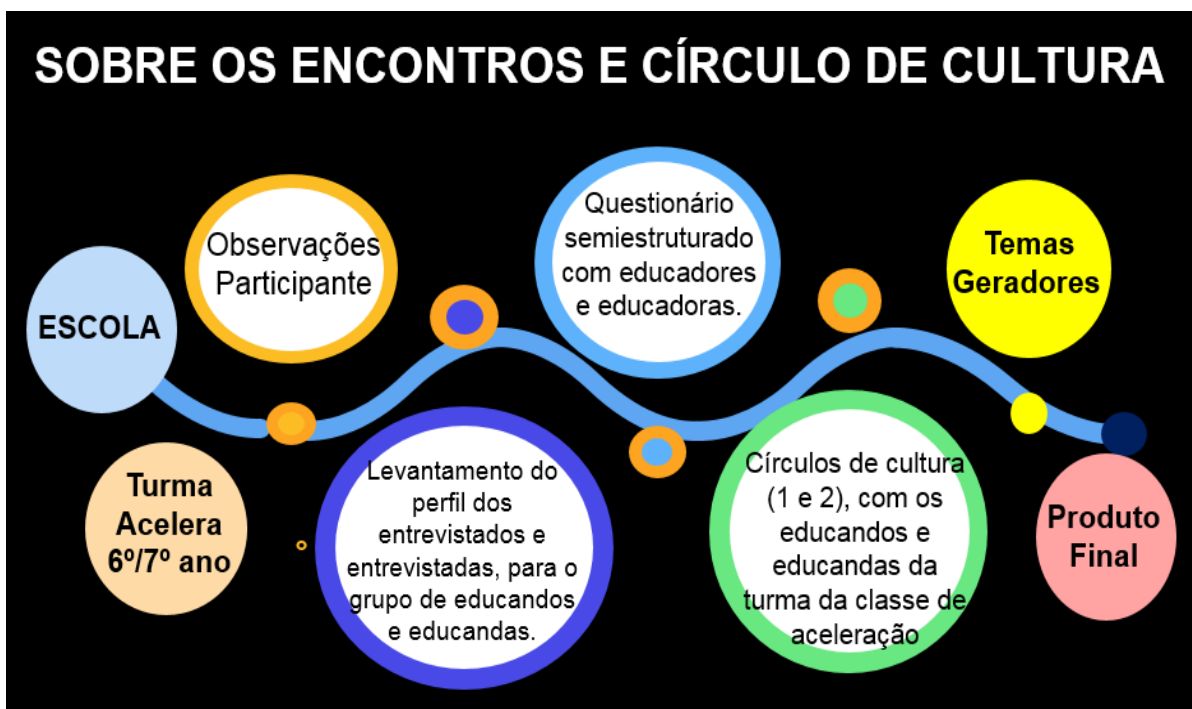 SOBRE OS ENCONTROS E CÍRCULO DE CULTURA
ESCOLA
Turma
Acelera
6º/7º ano
Observações
Participante
Levantamento do
perfil dos
entrevistados e
entrevistadas, para o
grupo de educandos
e educandas.
Questionário
semiestruturado
com educadores
e educadoras.
Círculos de cultura
(1 e 2), com os
educandos e
educandas da
turma da classe de
aceleração
Temas
Geradores
Produto
Final